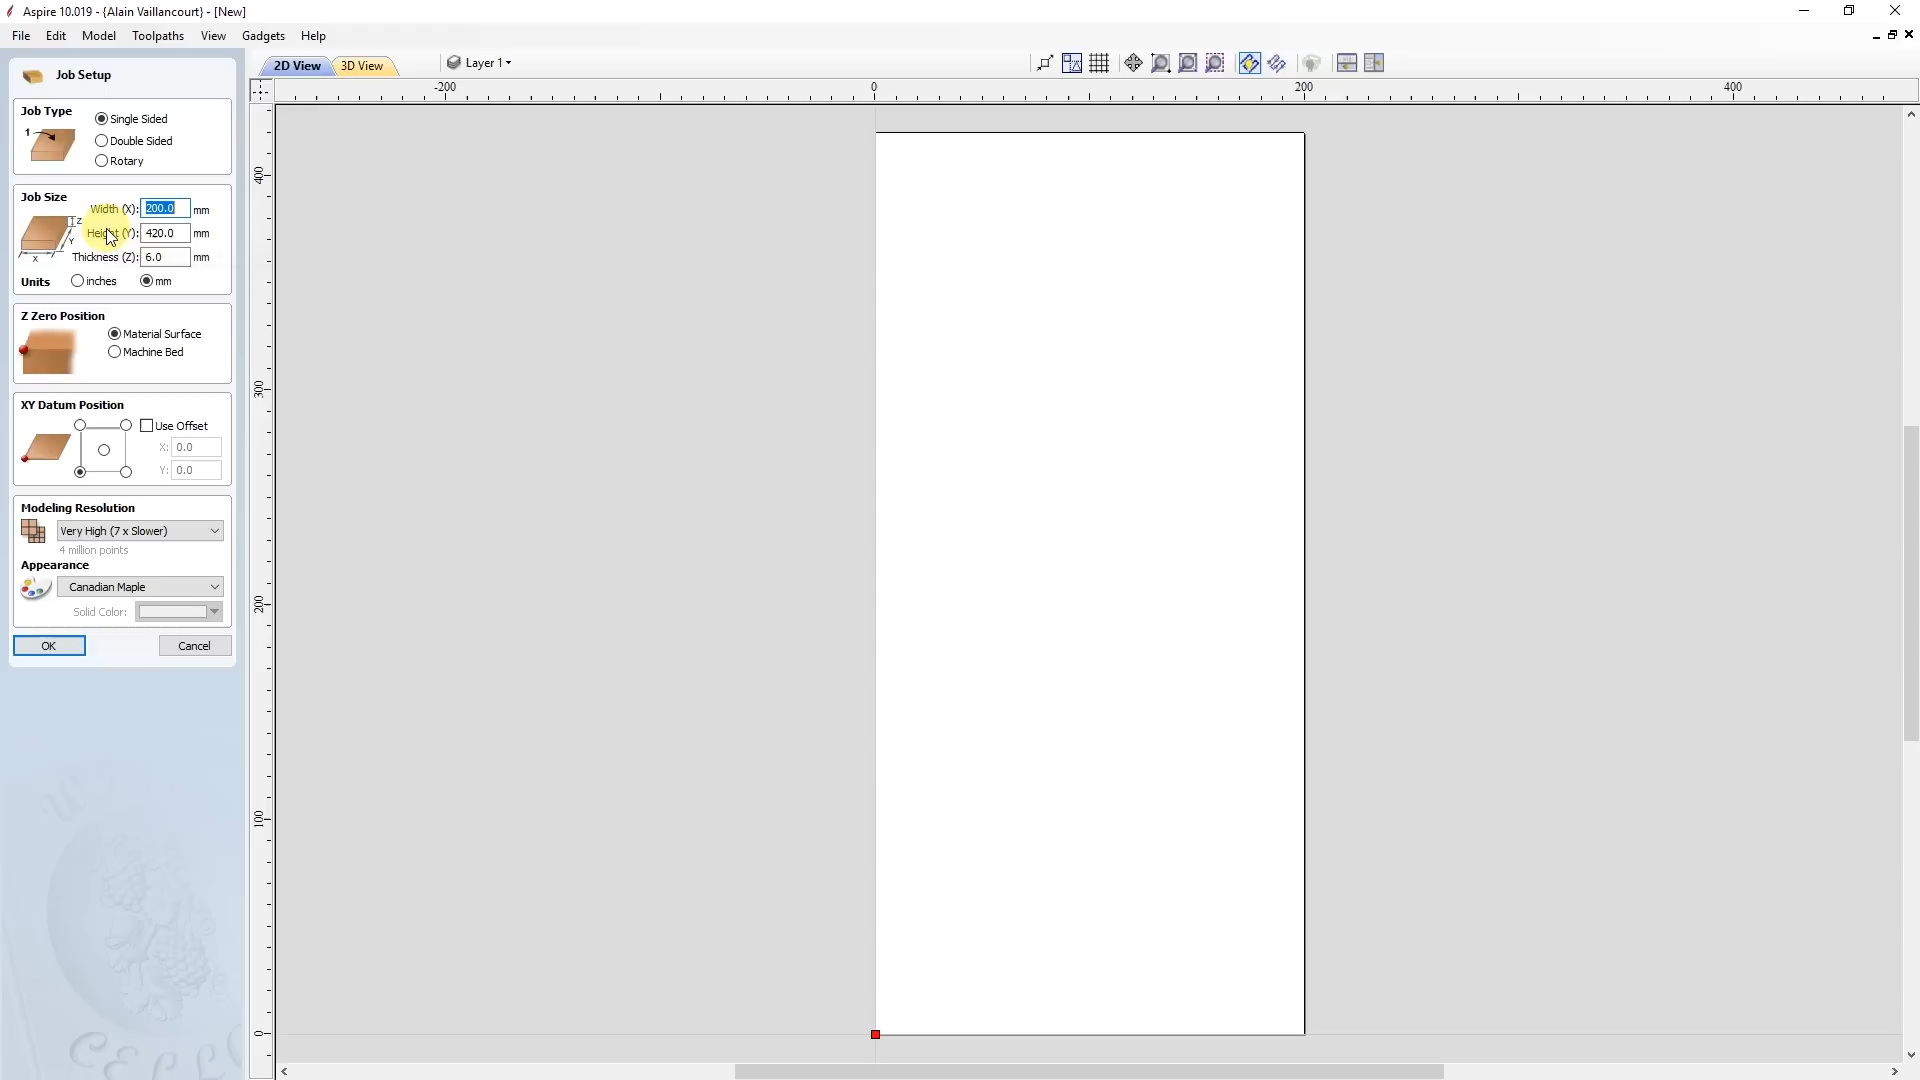 Aspire 10.019 - {Alain Vaillancourt} - [New]
File Edit Model Toolpaths View Gadgets Help
2D View 3D View Layer 1
Job Setup
Job Type
1
Single Sided
Double Sided
Rotary
Job Size
Width (X): 200.0 mm
Height (Y): 420.0 mm
Thickness (Z): 6.0 mm
Z
Y
X
Units inches mm
Z Zero Position
Material Surface
Machine Bed
XY Datum Position
Use Offset
X: 0.0
Y: 0.0
Modeling Resolution
Very High (7 x Slower)
4 million points
Appearance
Canadian Maple
Solid Color:
OK Cancel
-200 0 200 400
400
300
200
100
0